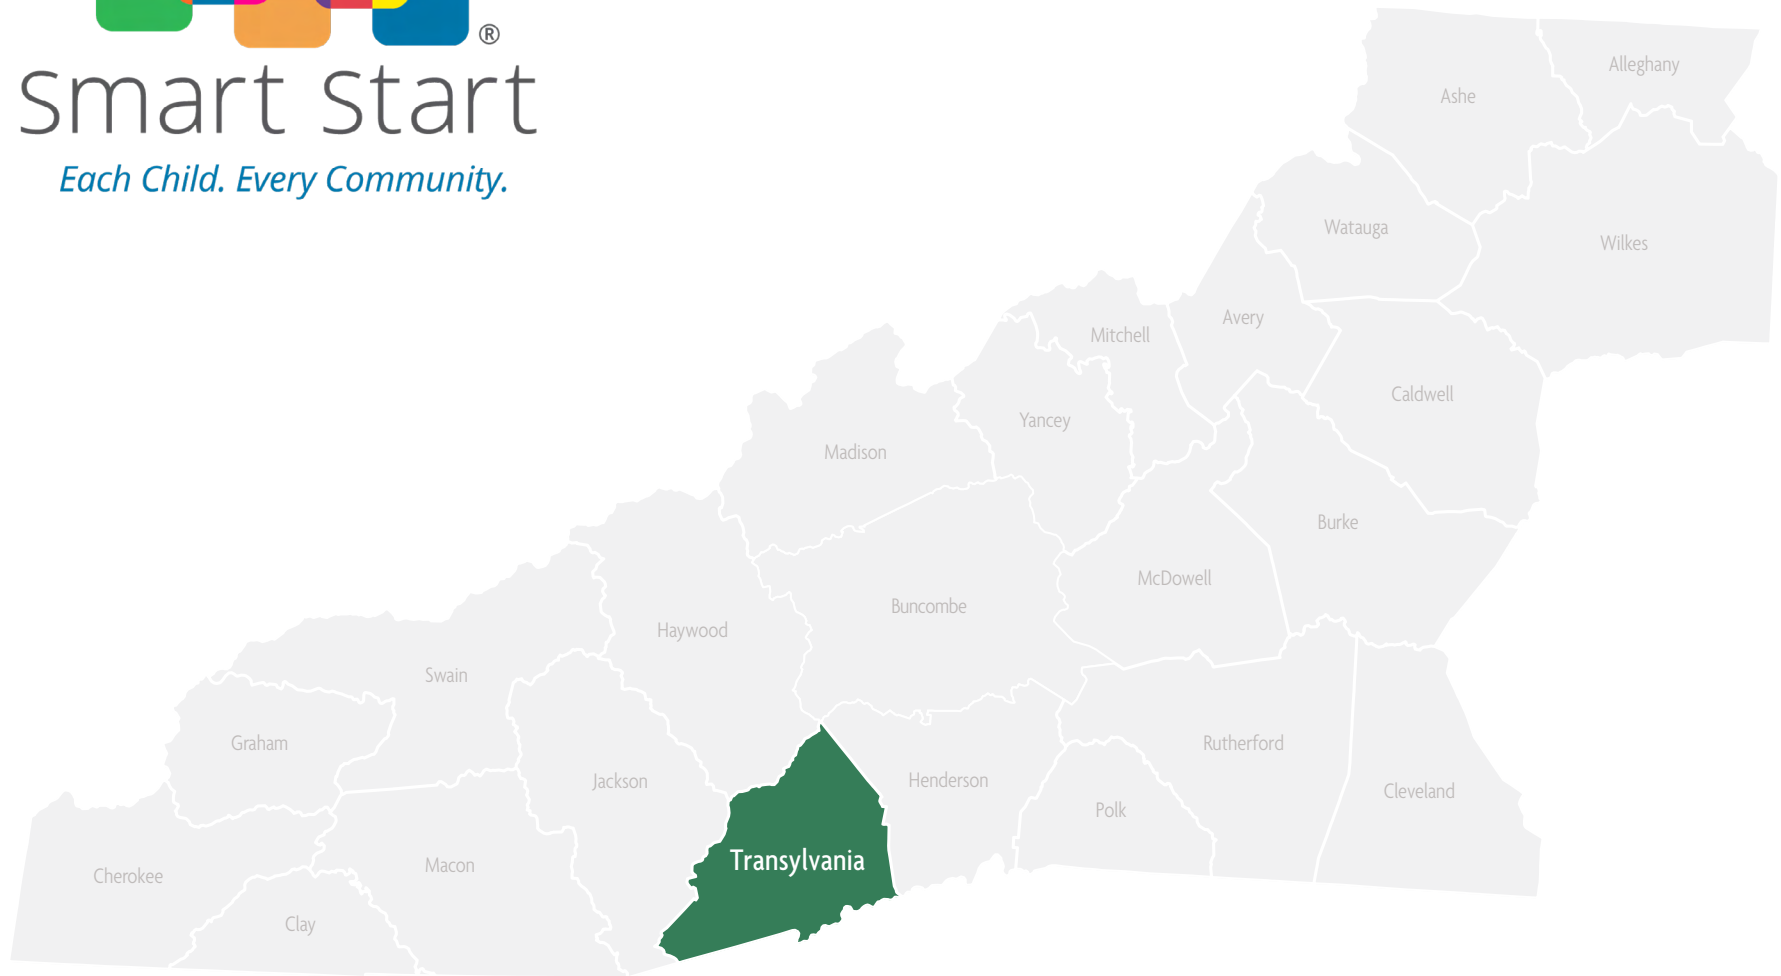 ®
smart start
Each Child. Every Community.
Alleghany
Ashe
Watauga
Wilkes
Avery
Mitchell
Caldwell
Yancey
Madison
Burke
McDowell
Buncombe
Haywood
Swain
Graham
Rutherford
Jackson
Henderson
Cleveland
Polk
Transylvania
Macon
Cherokee
Clay